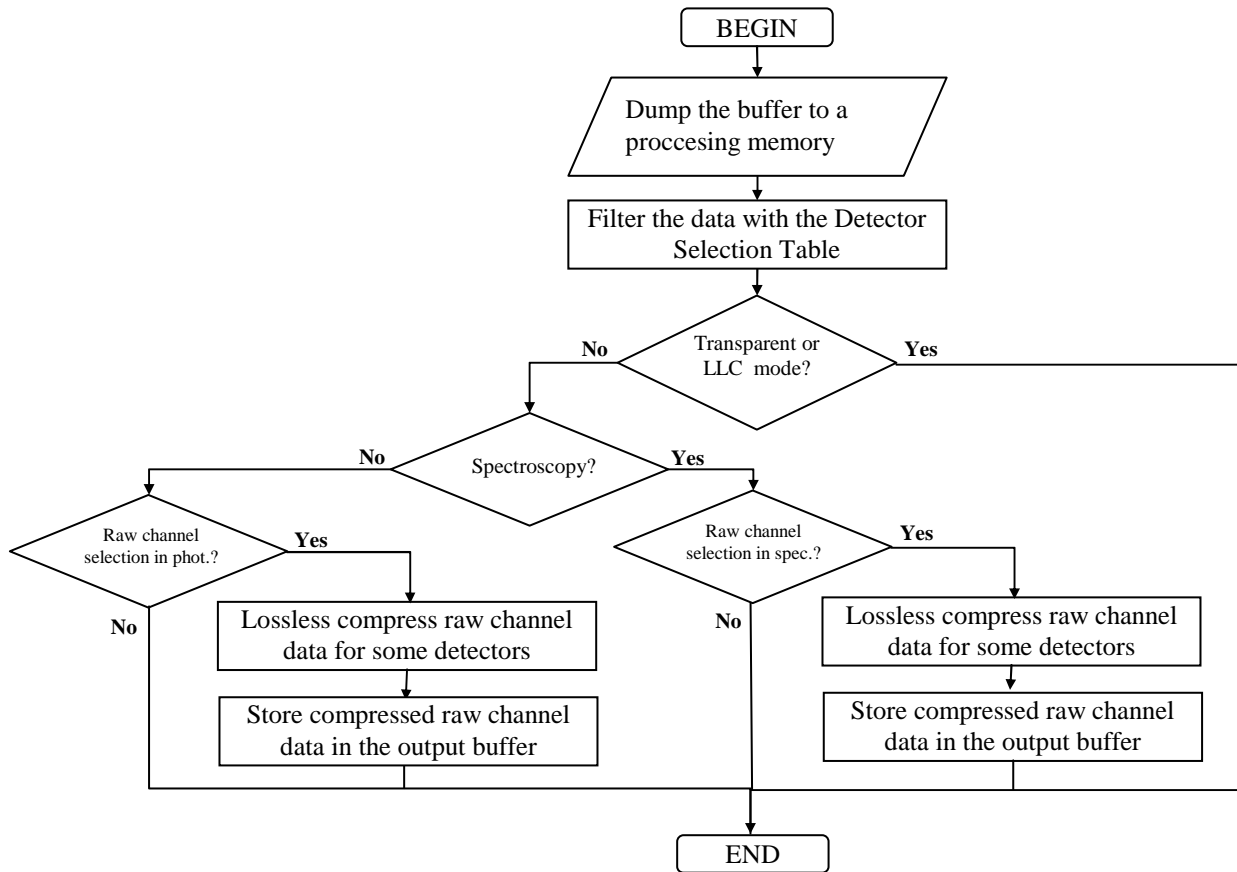 BEGIN
Dump the buffer to a
proccesing memory
Filter the data with the Detector
Selection Table
Transparent or
LLC mode?
No
Yes
Spectroscopy?
No
Yes
Raw channel
selection in phot.?
Yes
No
Raw channel
selection in spec.?
Yes
No
Lossless compress raw channel
data for some detectors
Store compressed raw channel
data in the output buffer
Lossless compress raw channel
data for some detectors
Store compressed raw channel
data in the output buffer
END